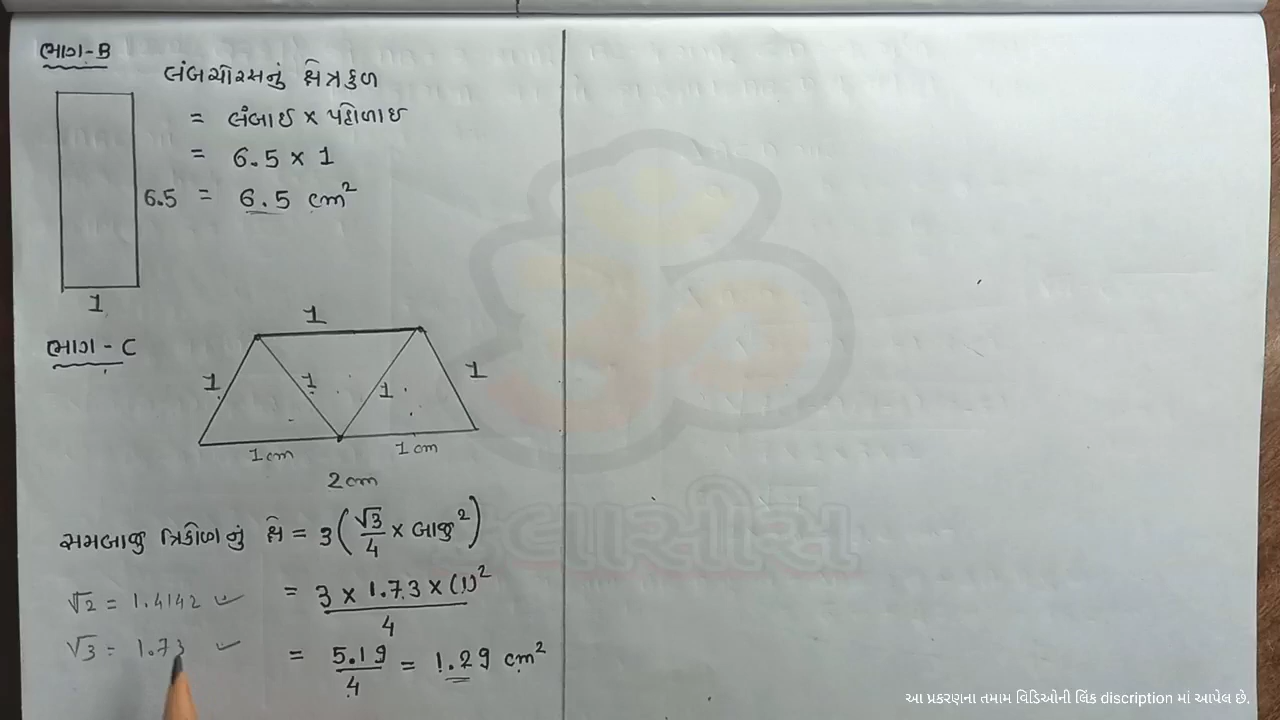 ભાગ-B
લંબચોરસનું ક્ષેત્રફળ
= લંબાઈ × પહોળાઈ
= 6.5 × 1
6.5 = 6.5 cm²
1
ભાગ - C
1
1 1 1 1
1cm 1cm
2cm
સમબાજુ ત્રિકોણનું ક્ષે = 3(√3/4 × બાજુ²)
= 3 × 1.73 × (1)²/4
√2 = 1.4142
√3 = 1.73
= 5.19/4 = 1.29 cm²
ક્લાસીસ
આ પ્રકરણના તમામ વિડિઓની લિંક discription માં આપેલ છે.